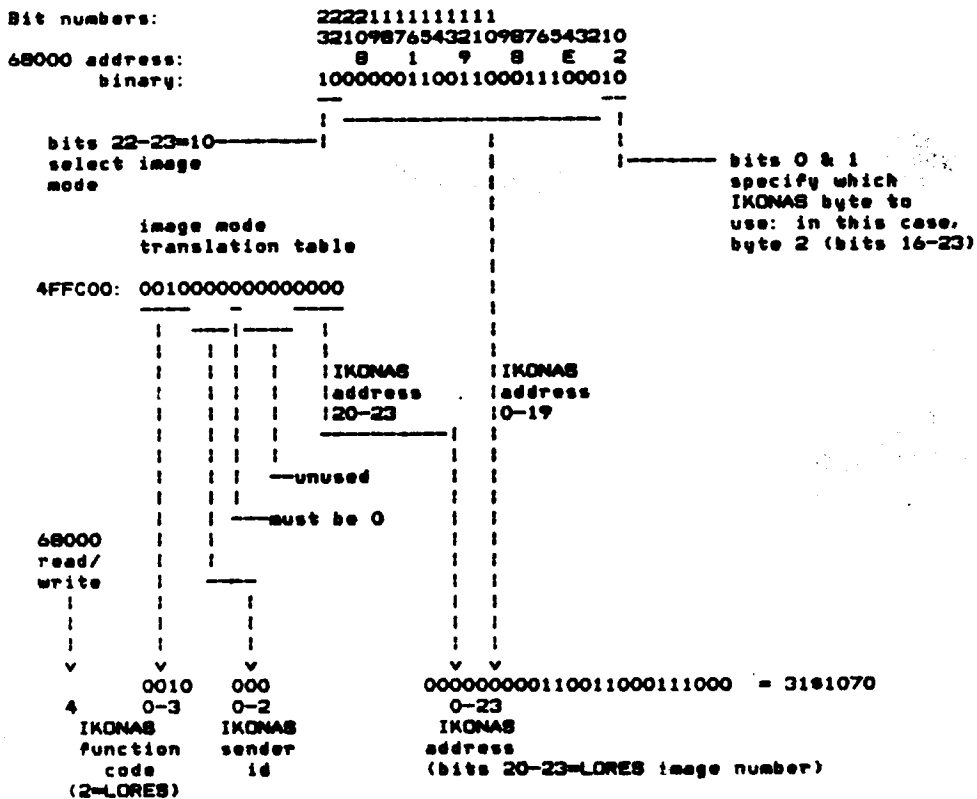 Bit numbers: 22221111111111
321098765432109876543210
68000 address: 8 1 9 8 E 2
binary: 100000011001100011100010
bits 22-23=10
select image
mode
bits 0 & 1
specify which
IKONAS byte to
use: in this case,
byte 2 (bits 16-23)
image mode
translation table
4FFC00: 0010000000000000
IKONAS
address
20-23
IKONAS
address
0-19
unused
must be 0
68000
read/
write
0010 000 000000000110011000111000 =
4 0-3 0-2 0-23
IKONAS IKONAS IKONAS
function sender address
code id (bits 20-23=LORES image number)
(2=LORES)